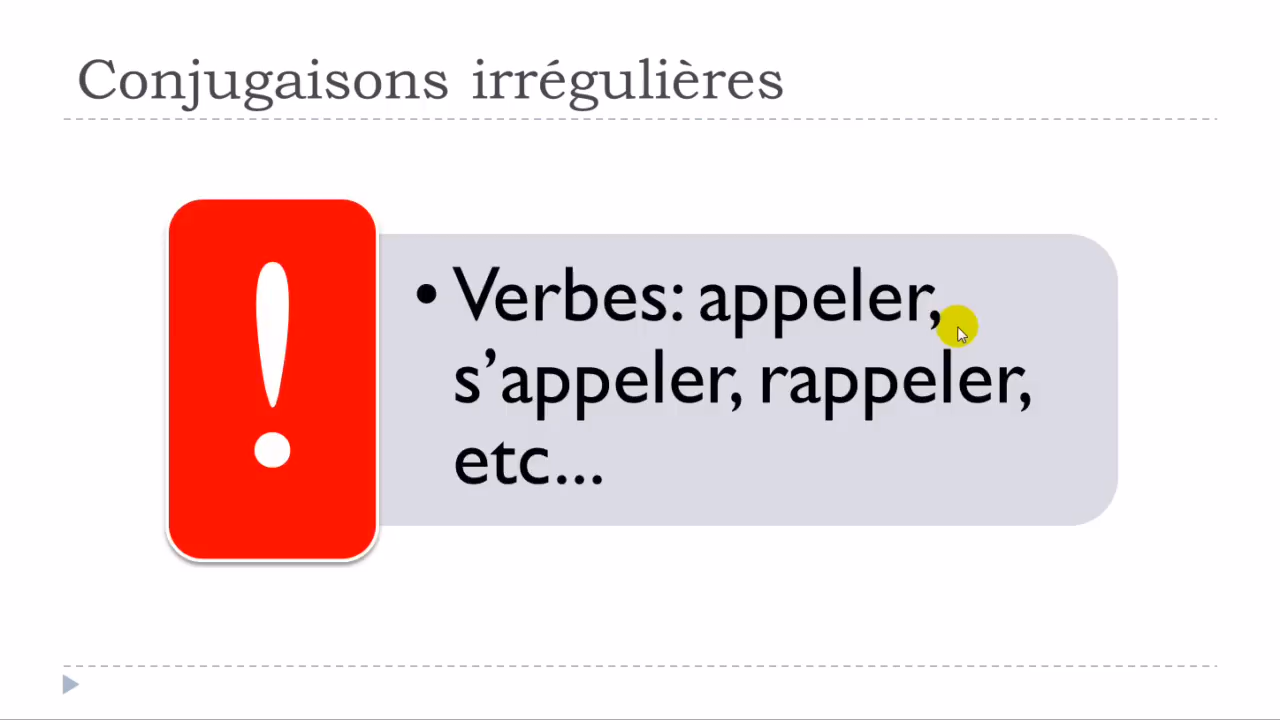 Conjugaisons irrégulières
!
• Verbes: appeler,
s’appeler, rappeler,
etc...